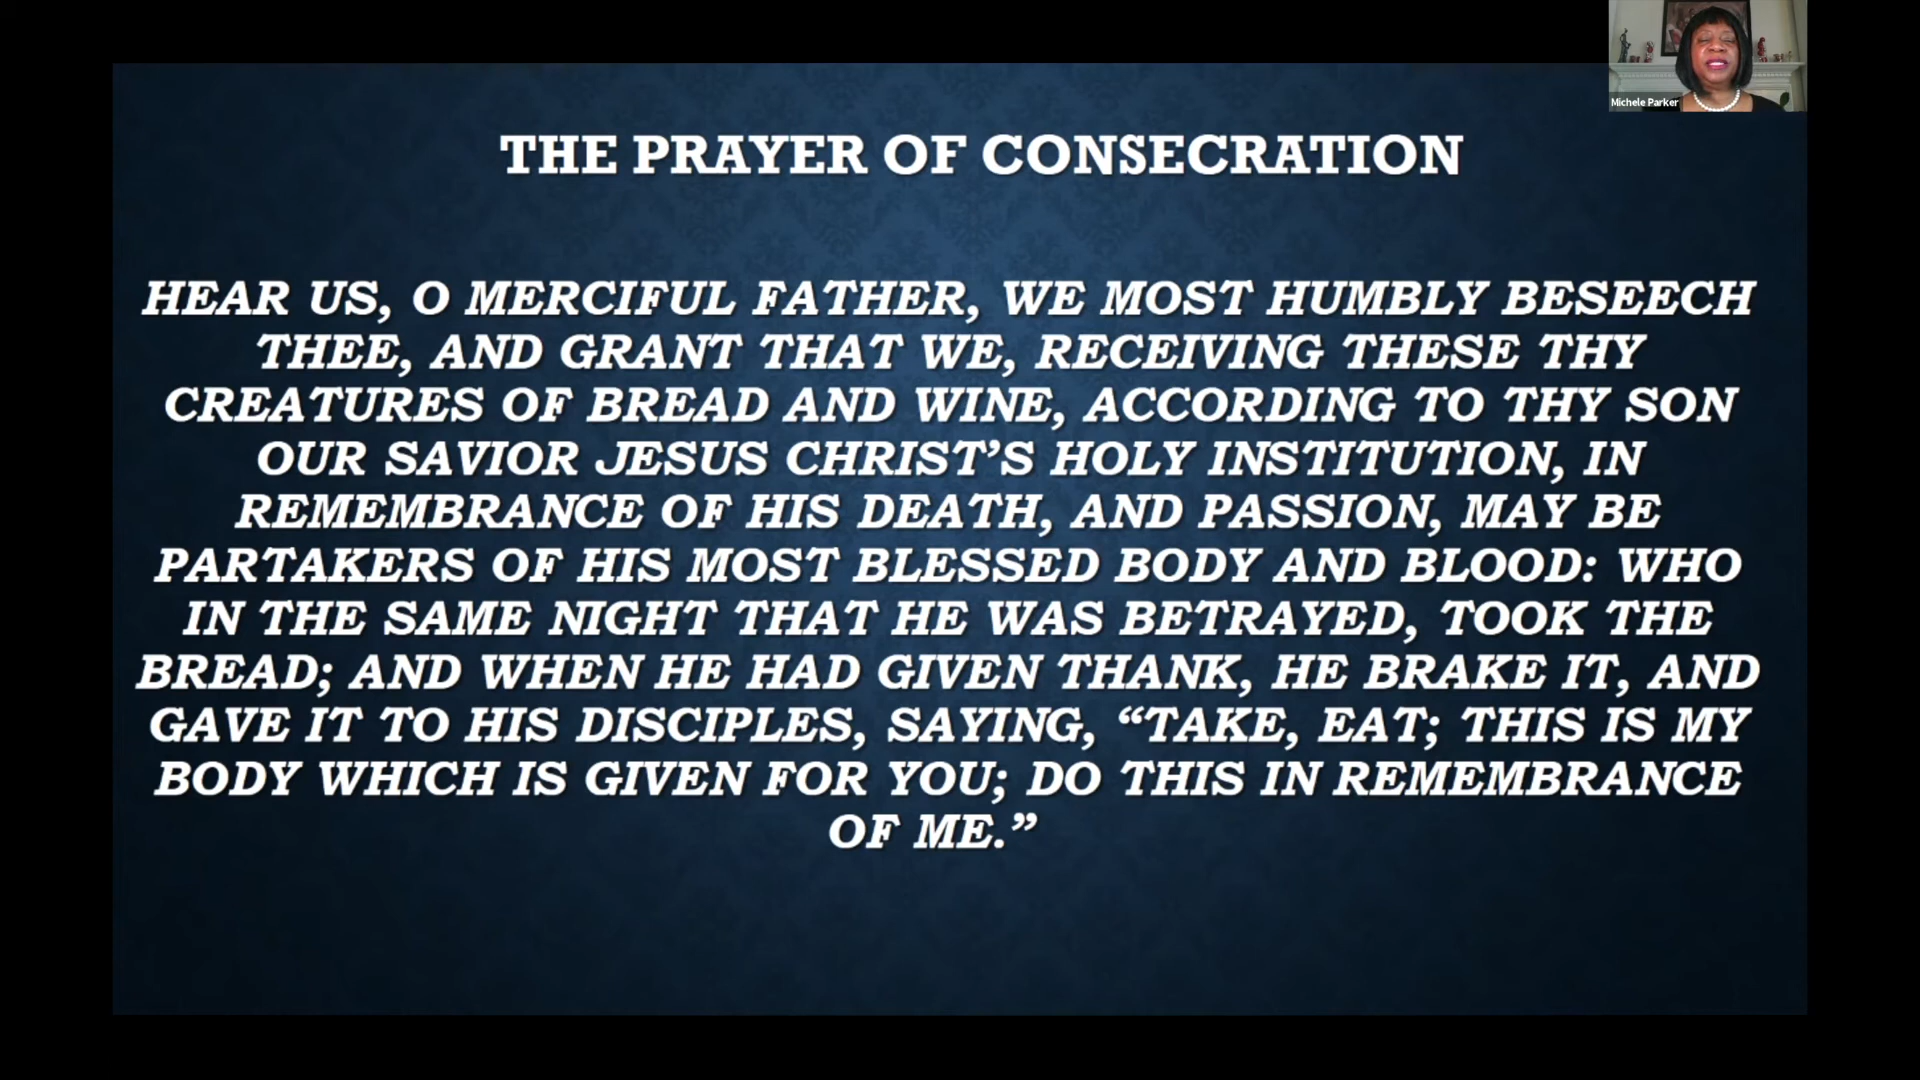 Michele Parker
THE PRAYER OF CONSECRATION
HEAR US, O MERCIFUL FATHER, WE MOST HUMBLY BESEECH
THEE, AND GRANT THAT WE, RECEIVING THESE THY
CREATURES OF BREAD AND WINE, ACCORDING TO THY SON
OUR SAVIOR JESUS CHRIST’S HOLY INSTITUTION, IN
REMEMBRANCE OF HIS DEATH, AND PASSION, MAY BE
PARTAKERS OF HIS MOST BLESSED BODY AND BLOOD: WHO
IN THE SAME NIGHT THAT HE WAS BETRAYED, TOOK THE
BREAD; AND WHEN HE HAD GIVEN THANK, HE BRAKE IT, AND
GAVE IT TO HIS DISCIPLES, SAYING, “TAKE, EAT; THIS IS MY
BODY WHICH IS GIVEN FOR YOU; DO THIS IN REMEMBRANCE
OF ME.”